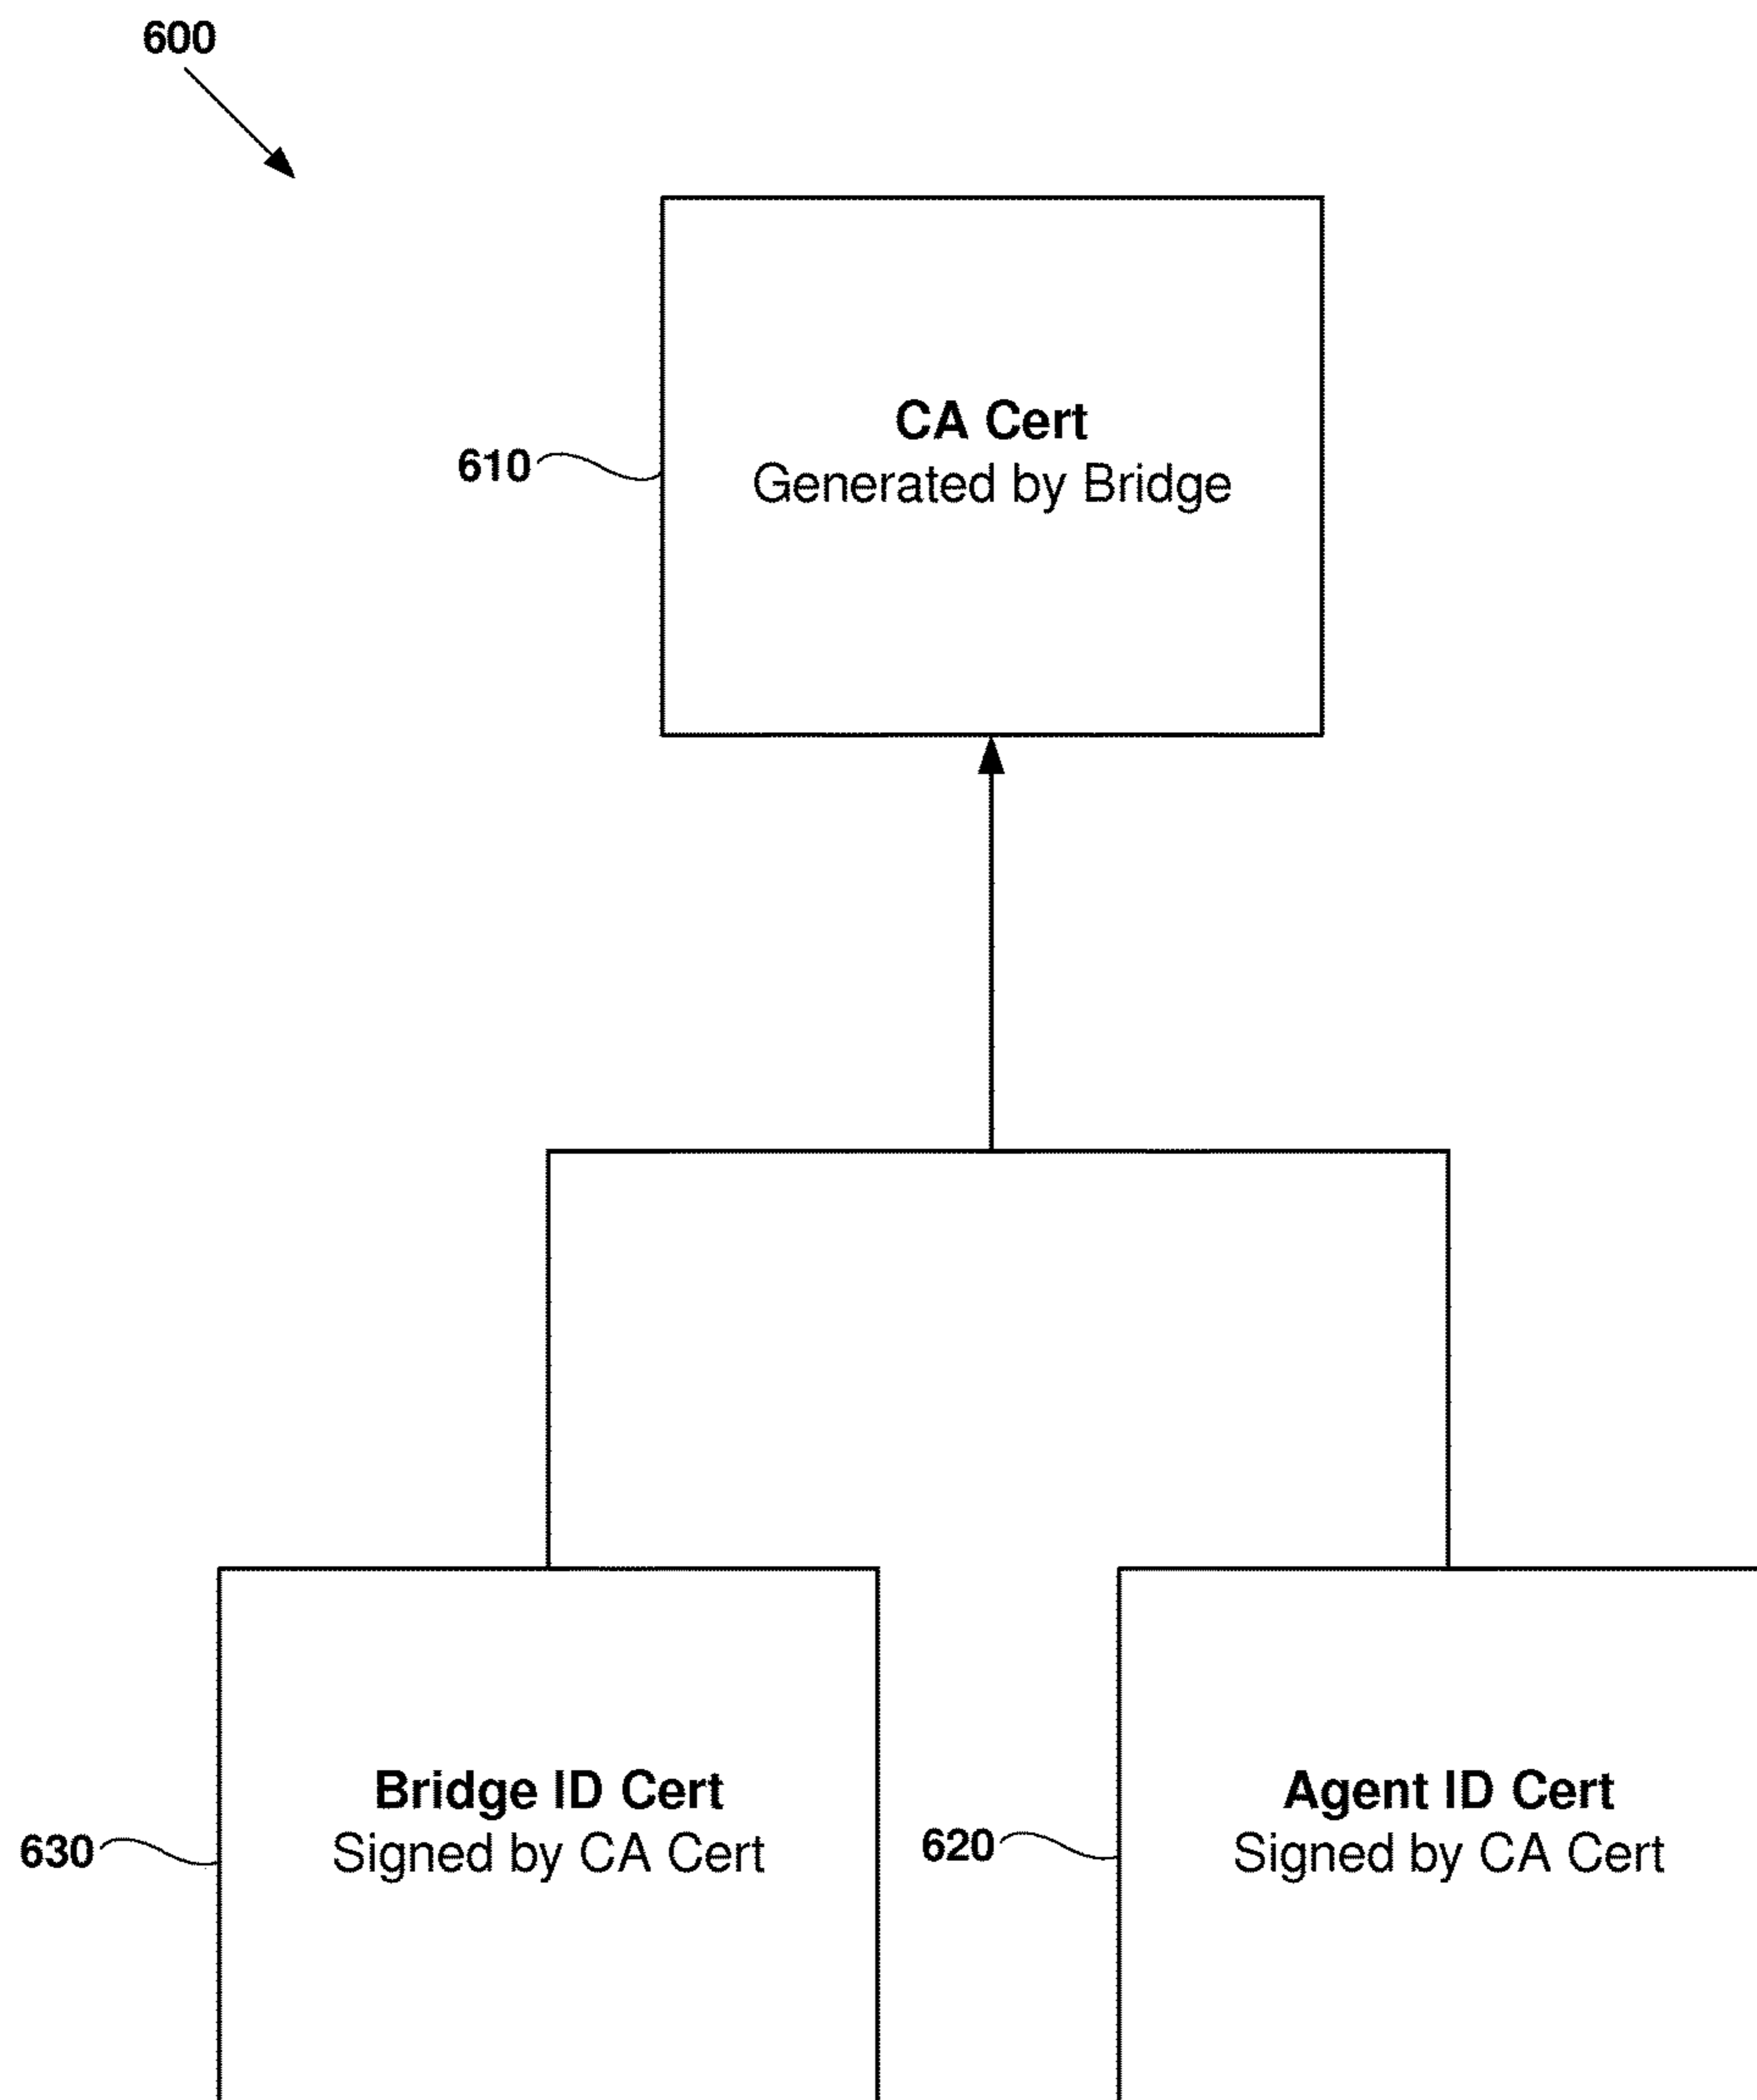 600
CA Cert
610
Generated by Bridge
Bridge ID Cert
630
Signed by CA Cert
Agent ID Cert
620
Signed by CA Cert